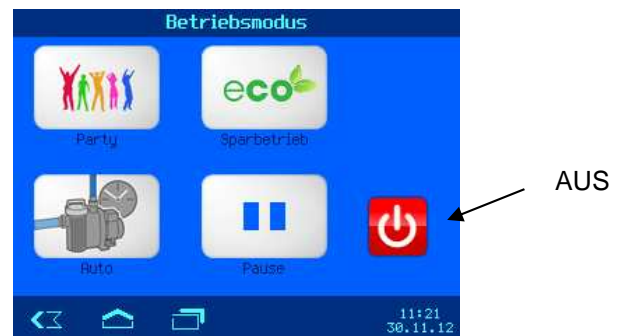 Betriebsmodus
eco
Party
Sparbetrieb
AUS
Auto
Pause
11:21
30.11.12